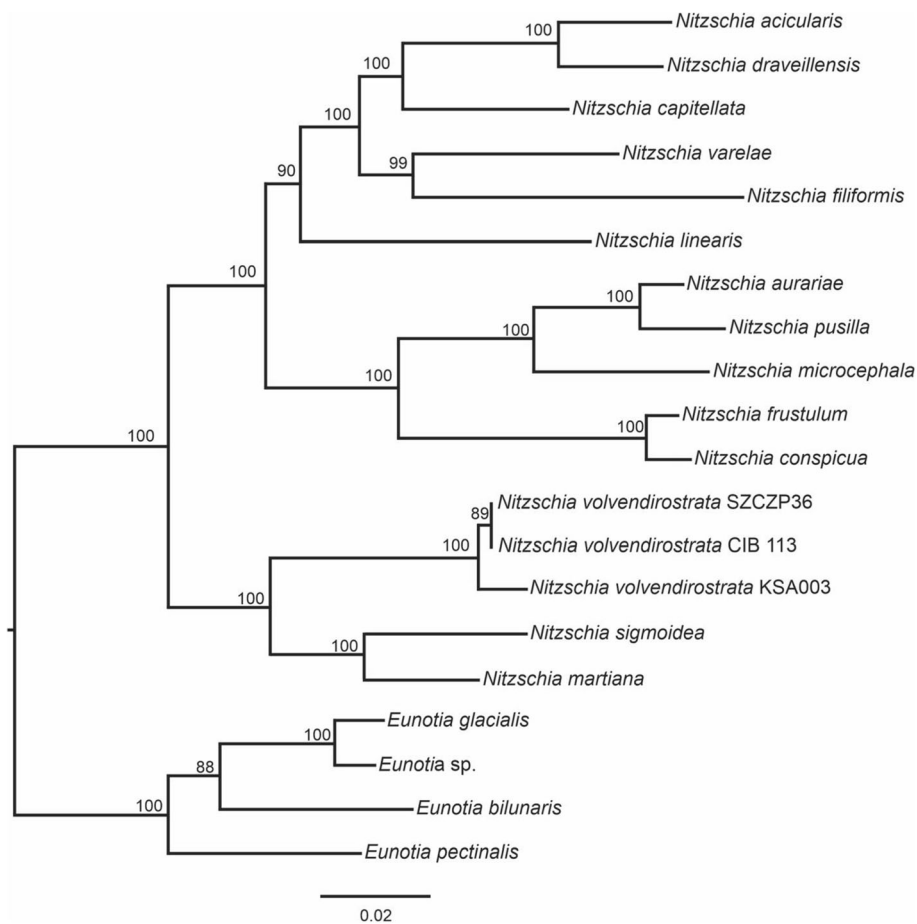 Nitzschia acicularis
100
Nitzschia draveillensis
100
Nitzschia capitellata
100
Nitzschia varelae
99
Nitzschia filiformis
90
Nitzschia linearis
100
Nitzschia aurariae
100
Nitzschia pusilla
100
Nitzschia microcephala
100
Nitzschia frustulum
100
Nitzschia conspicua
100
Nitzschia volvendirostrata SZCZP36
89
Nitzschia volvendirostrata CIB 113
100
Nitzschia volvendirostrata KSA003
100
Nitzschia sigmoidea
100
Nitzschia martiana
Eunotia glacialis
100
Eunotia sp.
88
Eunotia bilunaris
100
Eunotia pectinalis
0.02